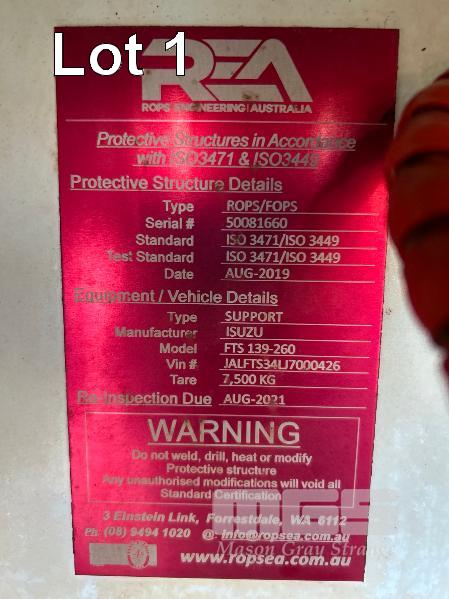 Lot 1
REA
ROPS ENGINEERING AUSTRALIA
Protective Structures in Accordance
with ISO3471 & ISO3449
Protective Structure Details
Type ROPS/FOPS
Serial # 50081660
Standard ISO 3471/ISO 3449
Test Standard ISO 3471/ISO 3449
Date AUG-2019
Equipment / Vehicle Details
Type SUPPORT
Manufacturer ISUZU
Model FTS 139-260
Vin # JALFTS34LJ7000426
Tare 7,500 KG
Re-Inspection Due AUG-2021
WARNING
Do not weld, drill, heat or modify
Protective structure
Any unauthorised modifications will void all
Standard Certification
MGS
3 Einstein Link, Forrestdale, WA 6112
Ph: (08) 9494 1020 @: info@ropsea.com.au
Mason Gray Strange
www.ropsea.com.au